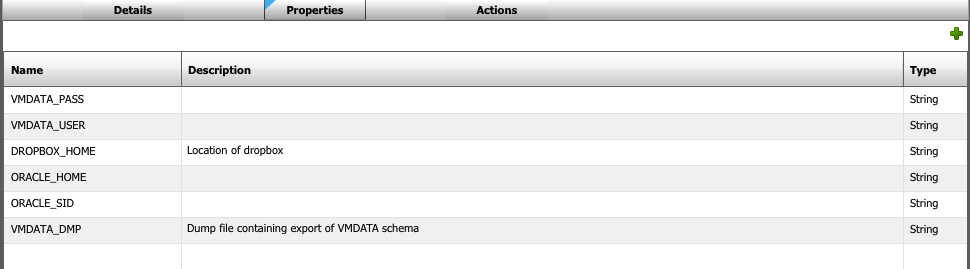 Details Properties Actions
Name Description Type
VMDATA_PASS String
VMDATA_USER String
DROPBOX_HOME Location of dropbox String
ORACLE_HOME String
ORACLE_SID String
VMDATA_DMP Dump file containing export of VMDATA schema String